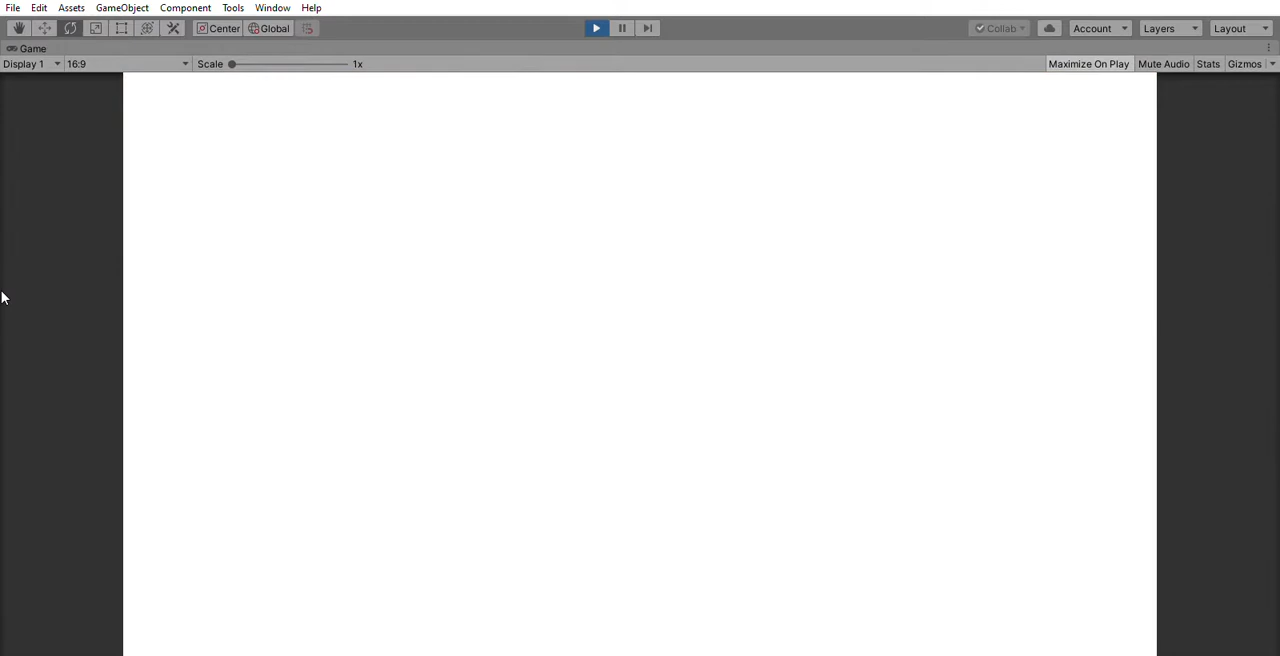 File Edit Assets GameObject Component Tools Window Help
Center Global Collab Account Layers Layout
Game
Display 1 16:9 Scale 1x Maximize On Play Mute Audio Stats Gizmos